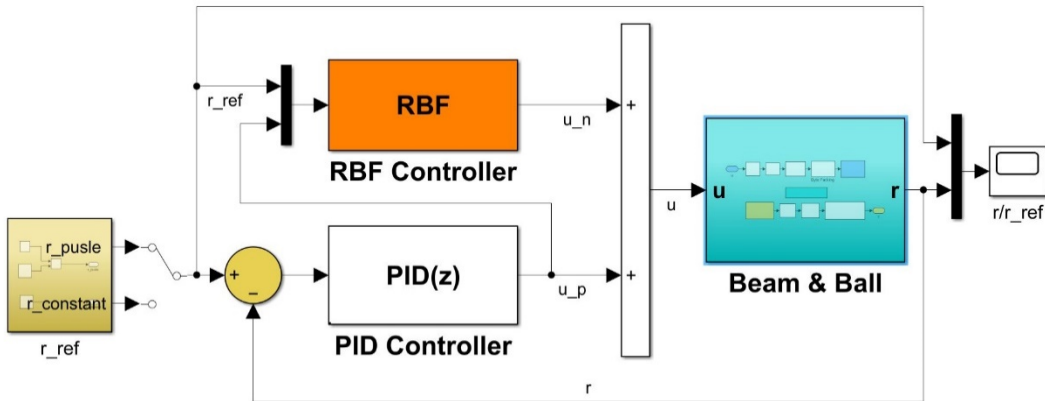 r_ref
RBF
u_n
RBF Controller
u
u
r
r/r_ref
Beam & Ball
r_pusle
r_constant
r_ref
+
−
PID(z)
u_p
PID Controller
+
+
r